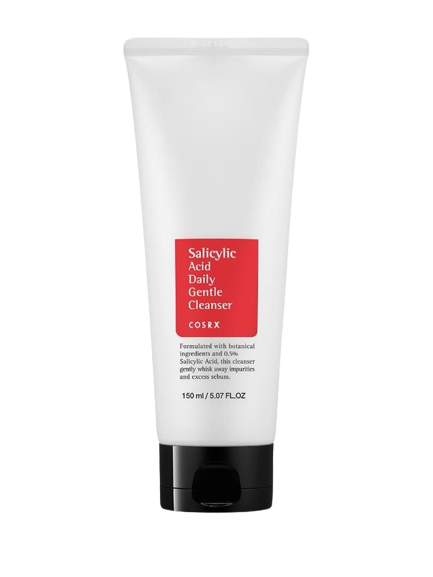 Salicylic
Acid
Daily
Gentle
Cleanser
COSRX
Formulated with botanical
ingredients and 0.5%
Salicylic Acid, this cleanser
gently whisk away impurities
and excess sebum.
150 ml / 5.07 FL.OZ